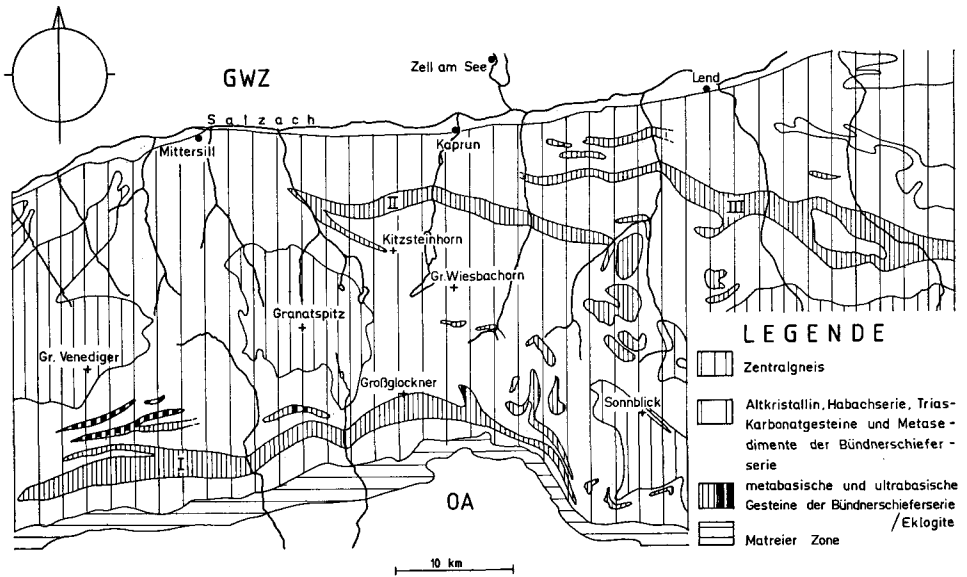 Zell am See
GWZ
Lend
Salzach
Mittersill
Kaprun
II
III
Kitzsteinhorn
Gr. Wiesbachorn
Granatspitz
Gr. Venediger
Großglockner
Sonnblick
I
OA
10 km
LEGENDE
Zentralgneis
Altkristallin, Habachserie, Trias-
Karbonatgesteine und Metase-
dimente der Bündnerschiefer-
serie
metabasische und ultrabasische
Gesteine der Bündnerschieferserie
/Eklogite
Matreier Zone